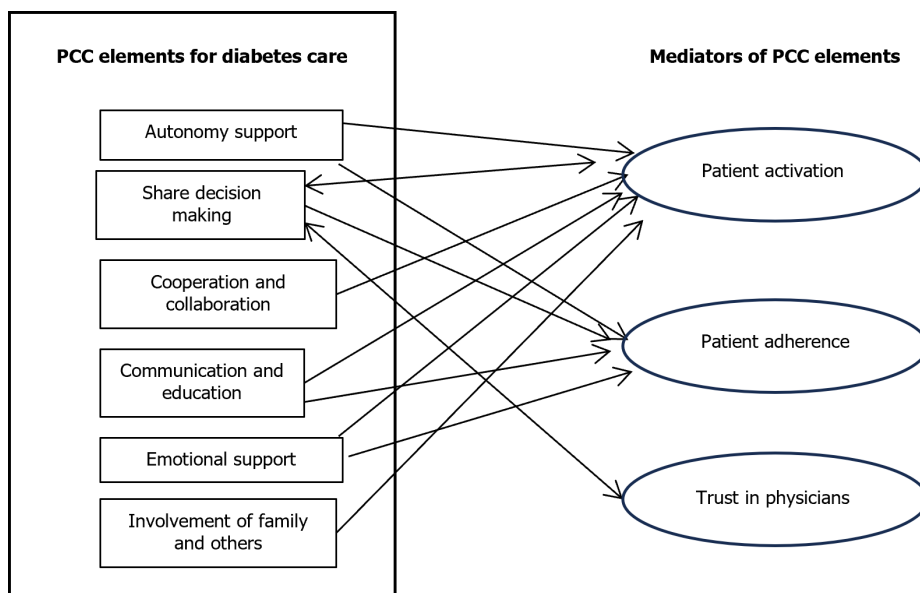 PCC elements for diabetes care
Mediators of PCC elements
Autonomy support
Share decision
making
Cooperation and
collaboration
Communication and
education
Emotional support
Involvement of family
and others
Patient activation
Patient adherence
Trust in physicians